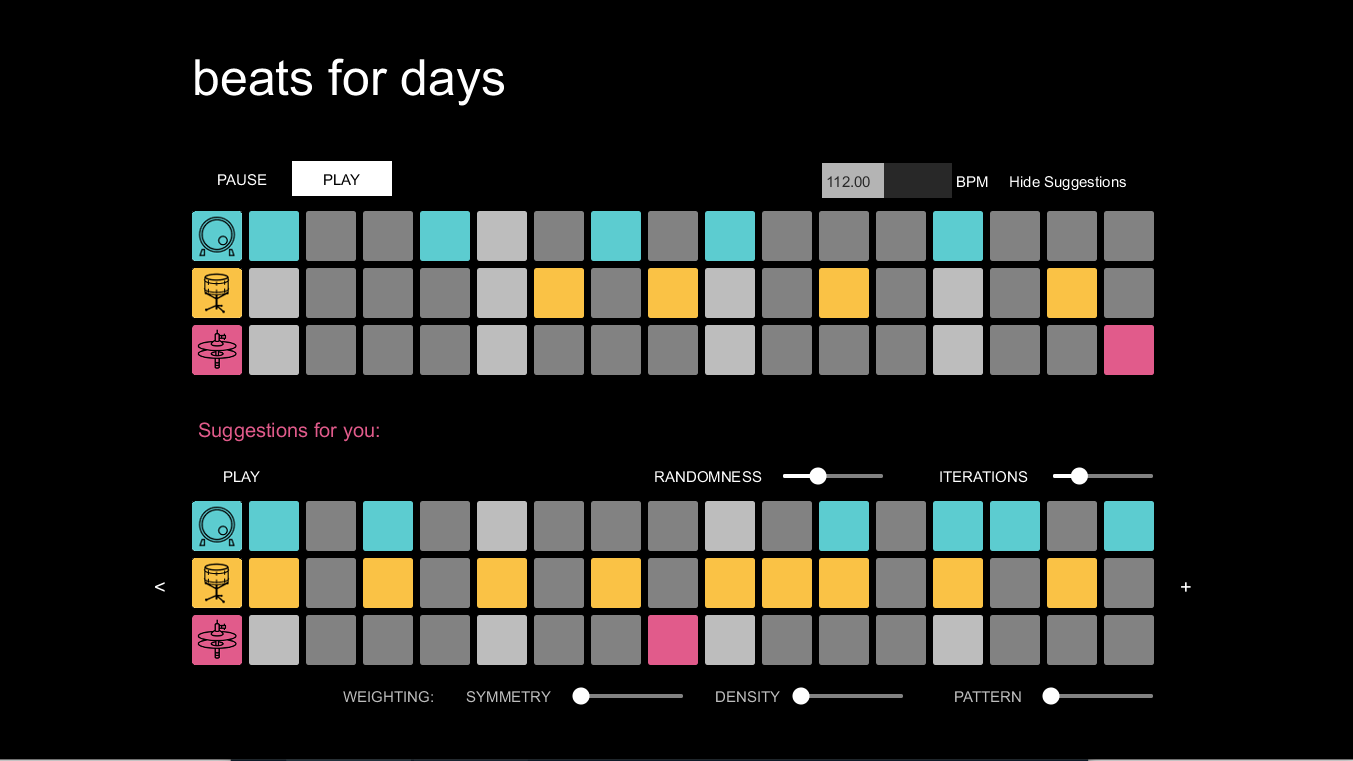 beats for days
PAUSE PLAY 112.00 BPM Hide Suggestions
Suggestions for you:
PLAY RANDOMNESS ITERATIONS
< +
WEIGHTING: SYMMETRY DENSITY PATTERN